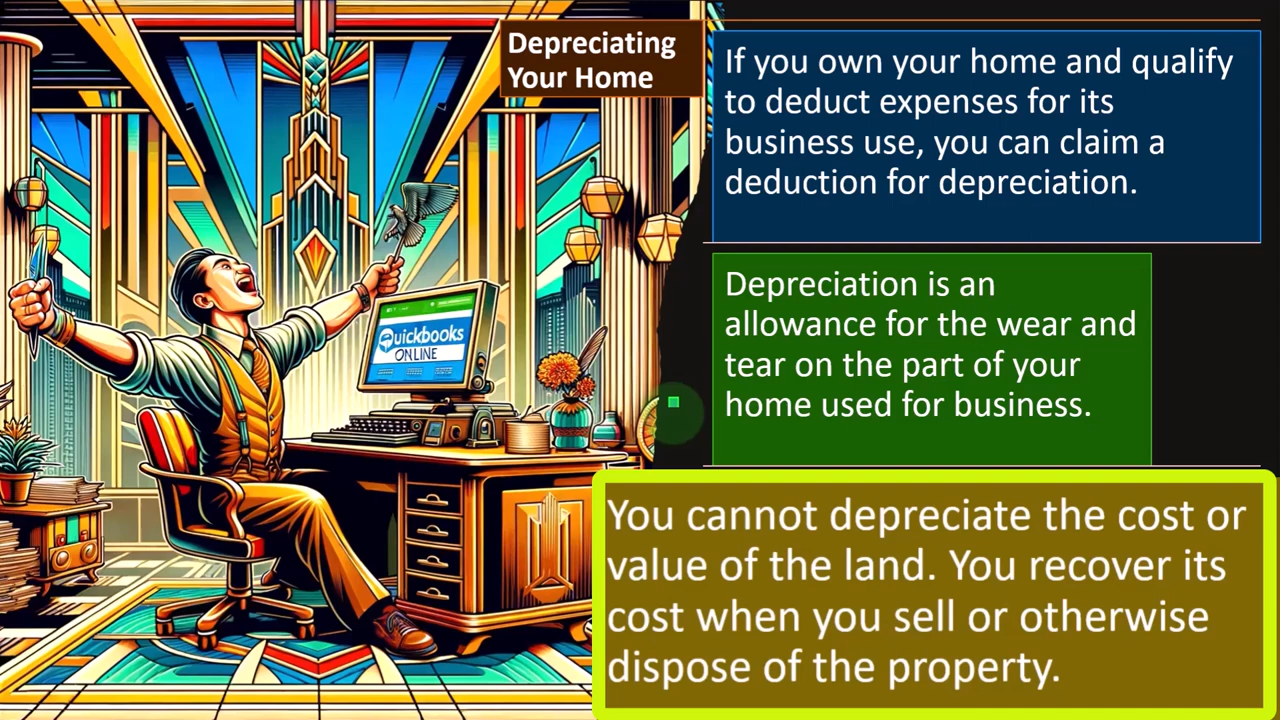 Depreciating
Your Home
If you own your home and qualify
to deduct expenses for its
business use, you can claim a
deduction for depreciation.
Depreciation is an
allowance for the wear and
tear on the part of your
home used for business.
You cannot depreciate the cost or
value of the land. You recover its
cost when you sell or otherwise
dispose of the property.
Quickbooks
ONLINE